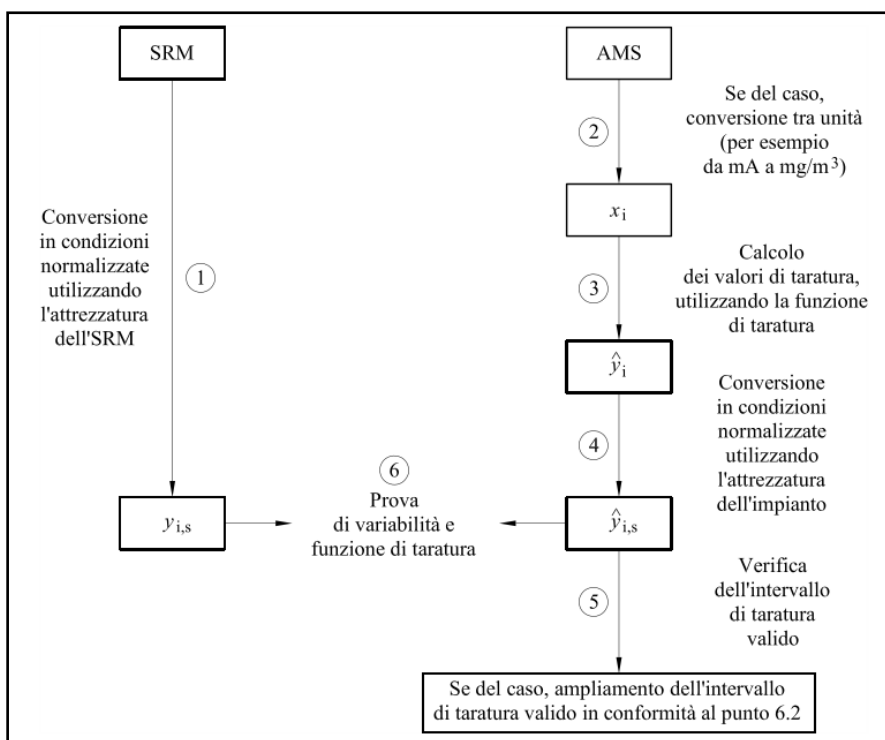 SRM
AMS
Se del caso,
conversione tra unità
(per esempio
da mA a mg/m³)
2
xi
Conversione
in condizioni
normalizzate
utilizzando
l'attrezzatura
dell'SRM
1
Calcolo
dei valori di taratura,
utilizzando la funzione
di taratura
3
ŷi
Conversione
in condizioni
normalizzate
utilizzando
l'attrezzatura
dell'impianto
4
6
Prova
di variabilità e
funzione di taratura
yi,s
ŷi,s
Verifica
dell'intervallo
di taratura
valido
5
Se del caso, ampliamento dell'intervallo
di taratura valido in conformità al punto 6.2